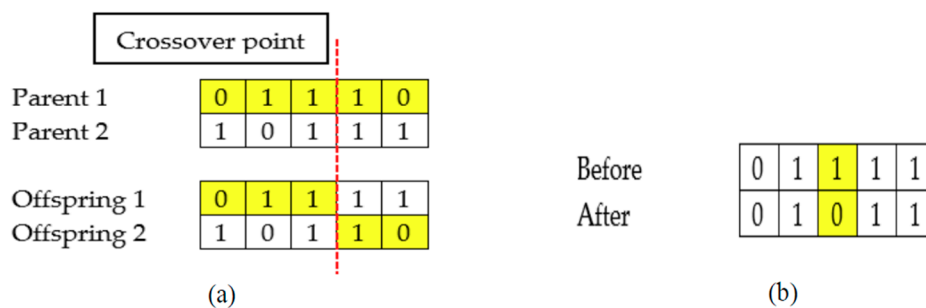 Crossover point
Parent 1 0 1 1 1 0
Parent 2 1 0 1 1 1
Offspring 1 0 1 1 1 1
Offspring 2 1 0 1 1 0
(a)
Before 0 1 1 1 1
After 0 1 0 1 1
(b)